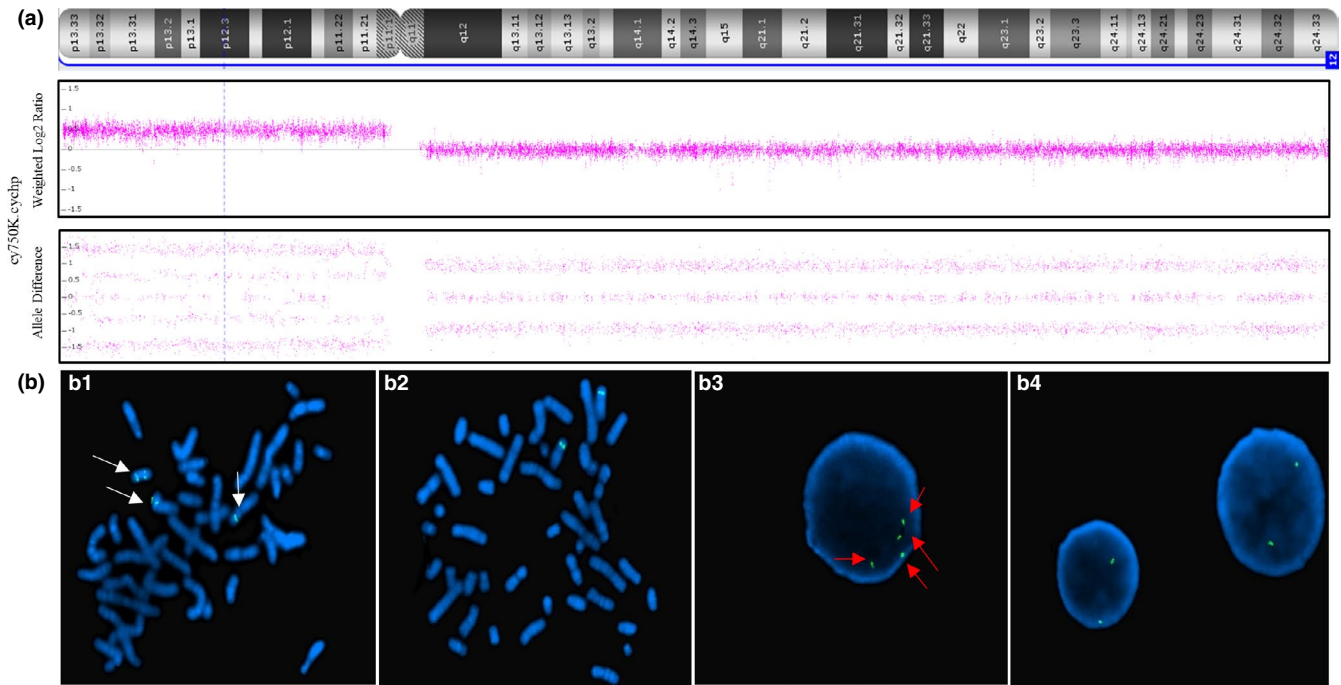 (a)
p13.33 p13.32 p13.31 p13.2 p13.1 p12.3 p12.1 p11.22 p11.21 p11.1 q11 q12 q13.11 q13.12 q13.13 q13.2 q14.1 q14.2 q14.3 q15 q21.1 q21.2 q21.31 q21.32 q21.33 q22 q23.1 q23.2 q23.3 q24.11 q24.13 q24.21 q24.23 q24.31 q24.32 q24.33
12
cy750K.cychp
Weighted Log2 Ratio
1.5
1
0.5
0
-0.5
-1
-1.5
Allele Difference
1.5
1
0.5
0.0
-0.5
-1
-1.5
(b)
b1
b2
b3
b4